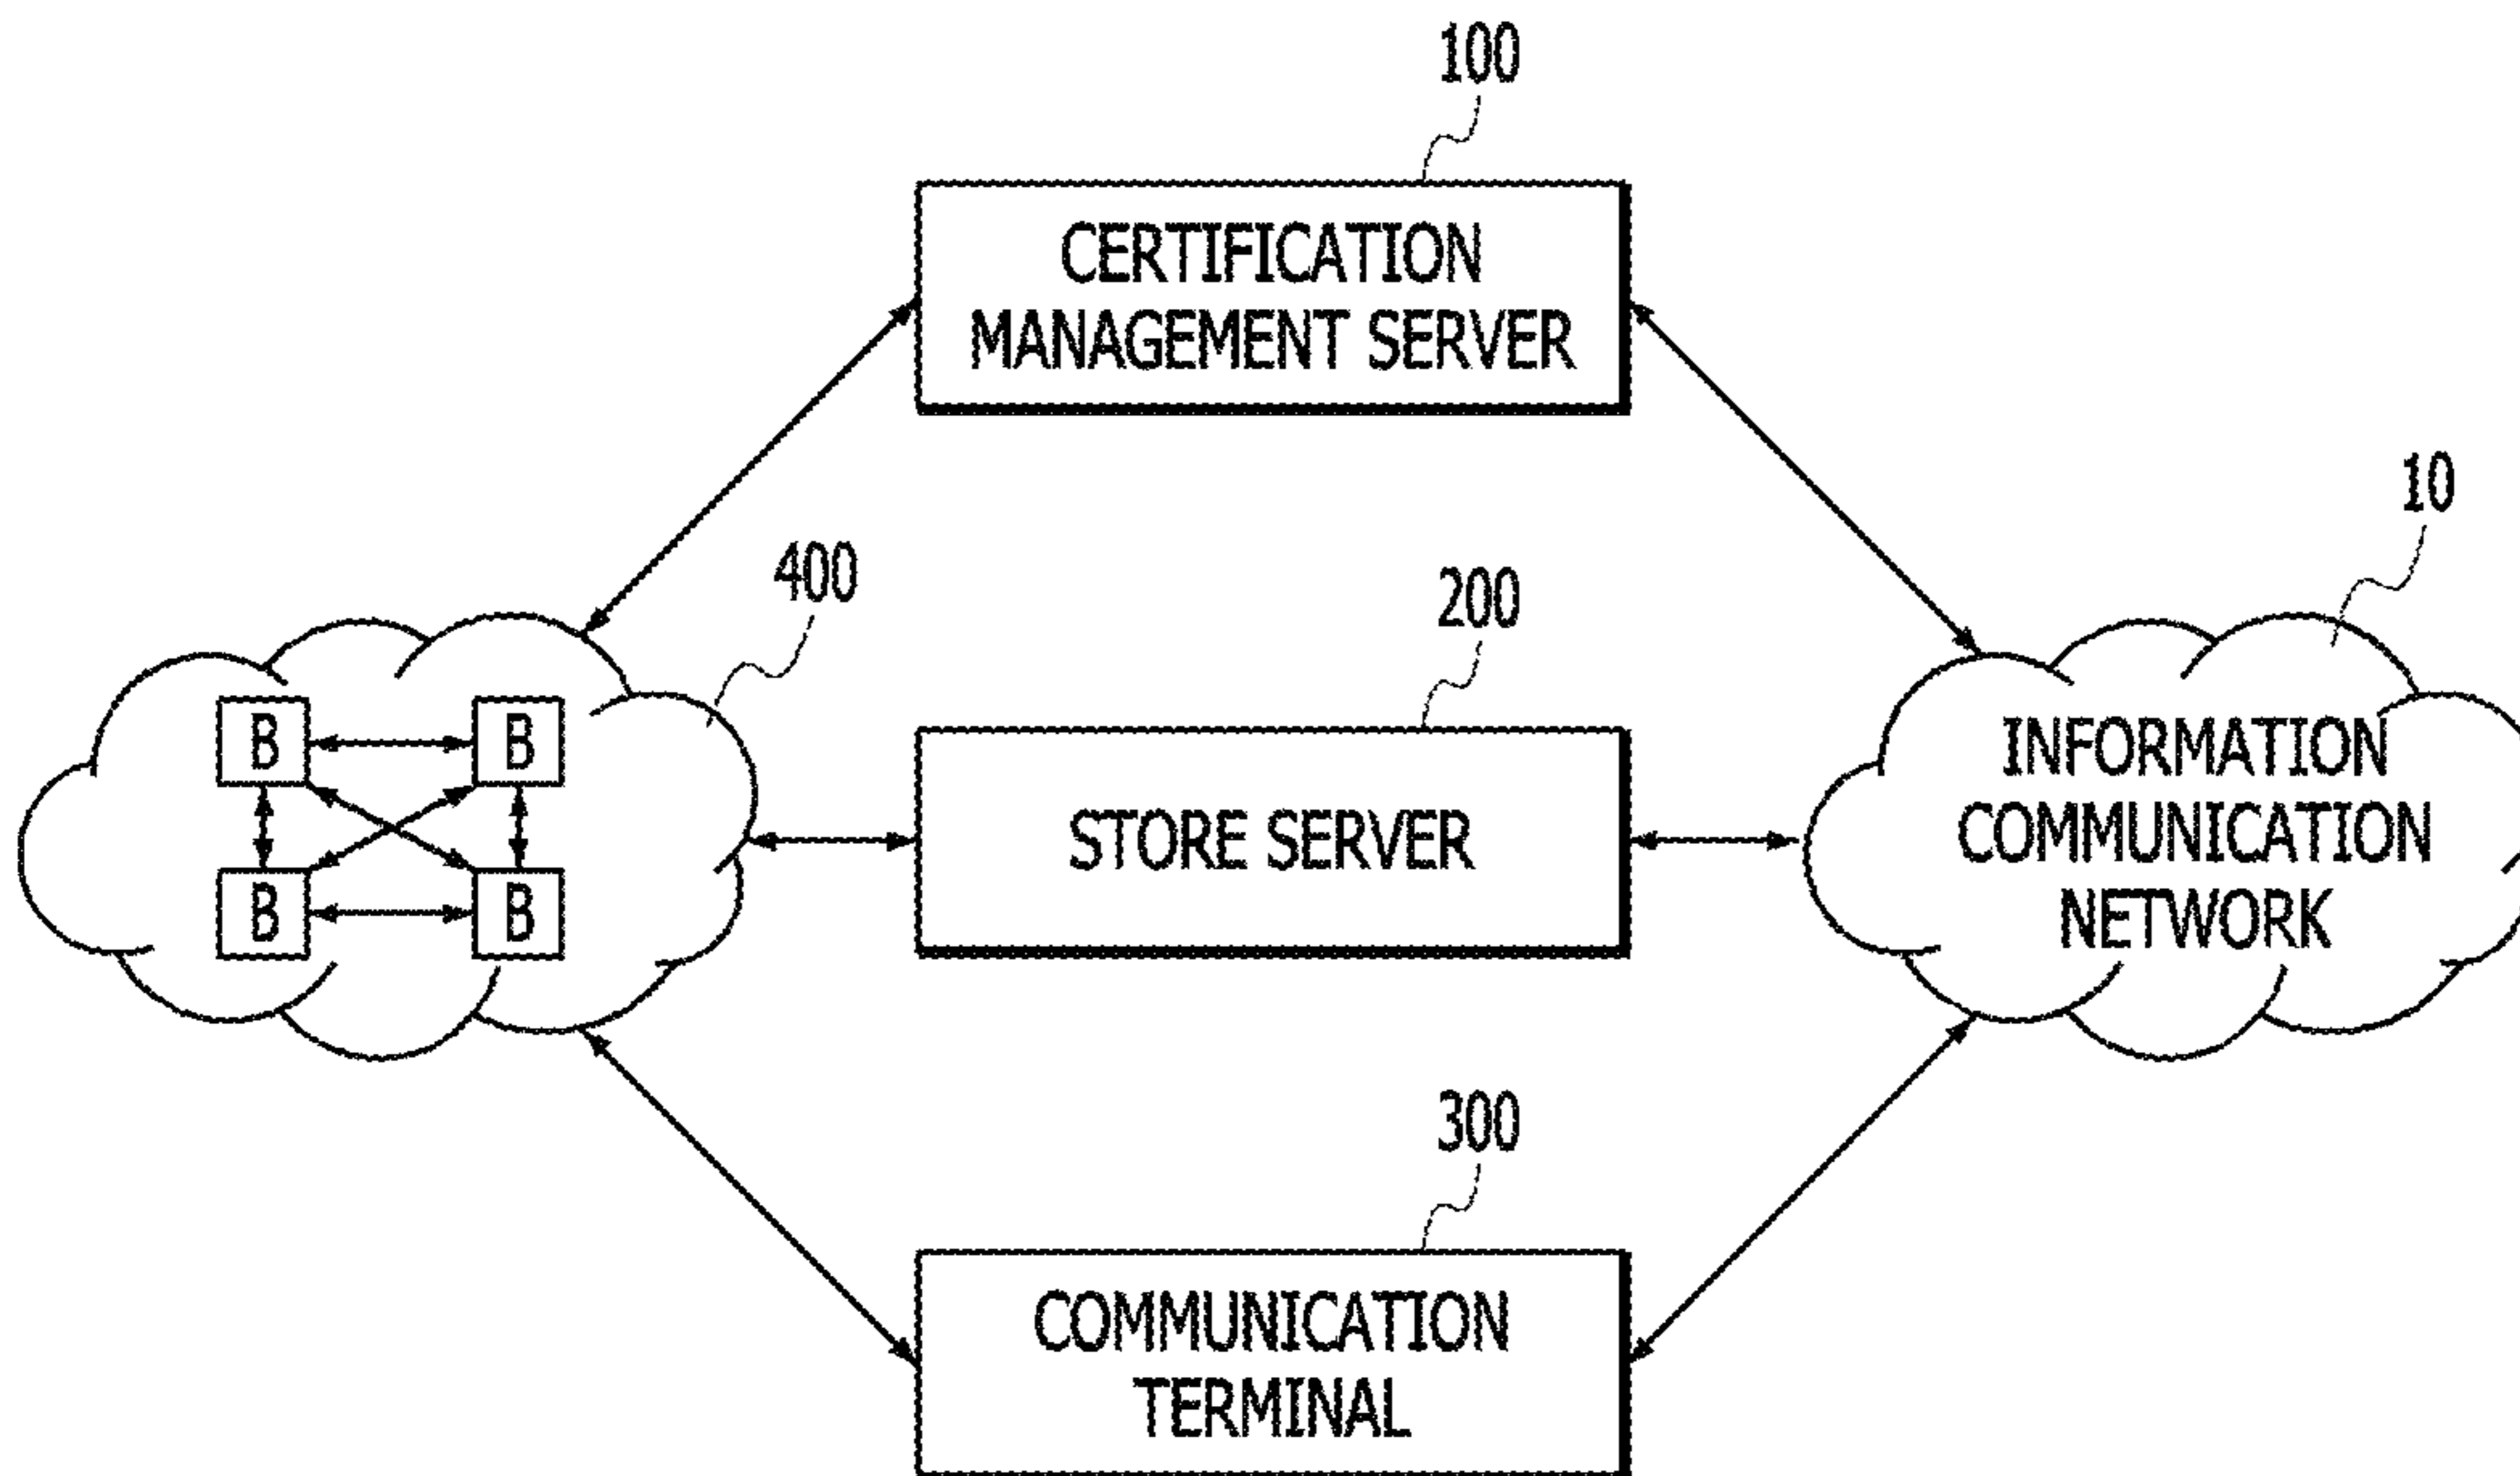 100
CERTIFICATION
MANAGEMENT SERVER
10
400
200
B B
INFORMATION
COMMUNICATION
NETWORK
STORE SERVER
B B
300
COMMUNICATION
TERMINAL